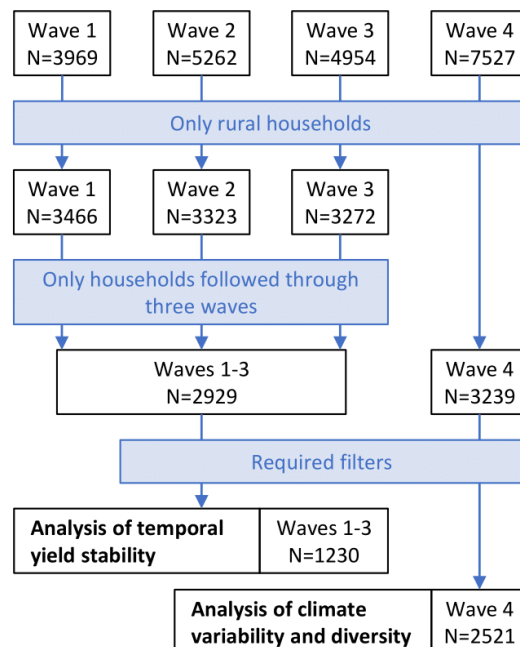 Wave 1
N=3969
Wave 2
N=5262
Wave 3
N=4954
Wave 4
N=7527
Only rural households
Wave 1
N=3466
Wave 2
N=3323
Wave 3
N=3272
Only households followed through
three waves
Waves 1-3
N=2929
Wave 4
N=3239
Required filters
Analysis of temporal
yield stability
Waves 1-3
N=1230
Analysis of climate
variability and diversity
Wave 4
N=2521